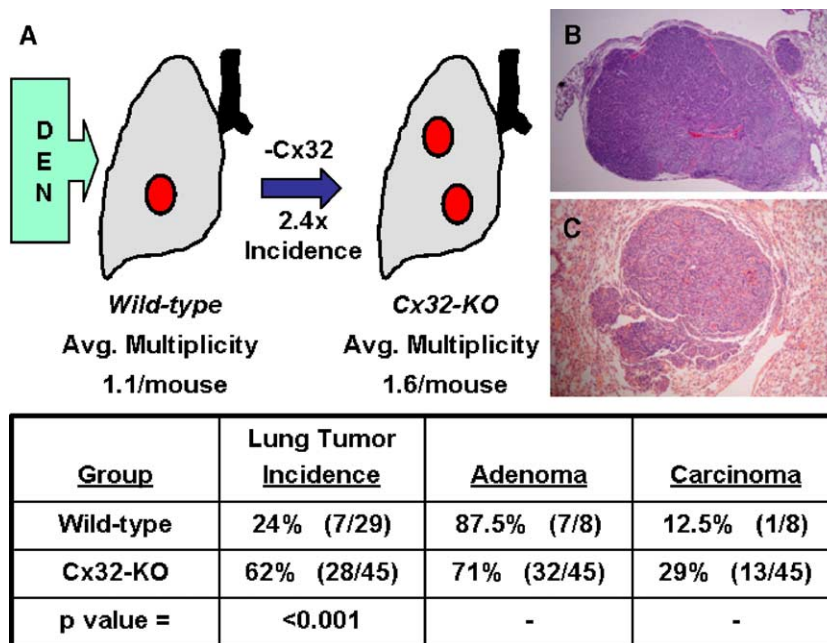 A
B
C
D
E
N
-Cx32
2.4x
Incidence
Wild-type
Cx32-KO
Avg. Multiplicity
Avg. Multiplicity
1.1/mouse
1.6/mouse
Group
Lung Tumor
Incidence
Adenoma
Carcinoma
Wild-type
24% (7/29)
87.5% (7/8)
12.5% (1/8)
Cx32-KO
62% (28/45)
71% (32/45)
29% (13/45)
p value =
<0.001
-
-